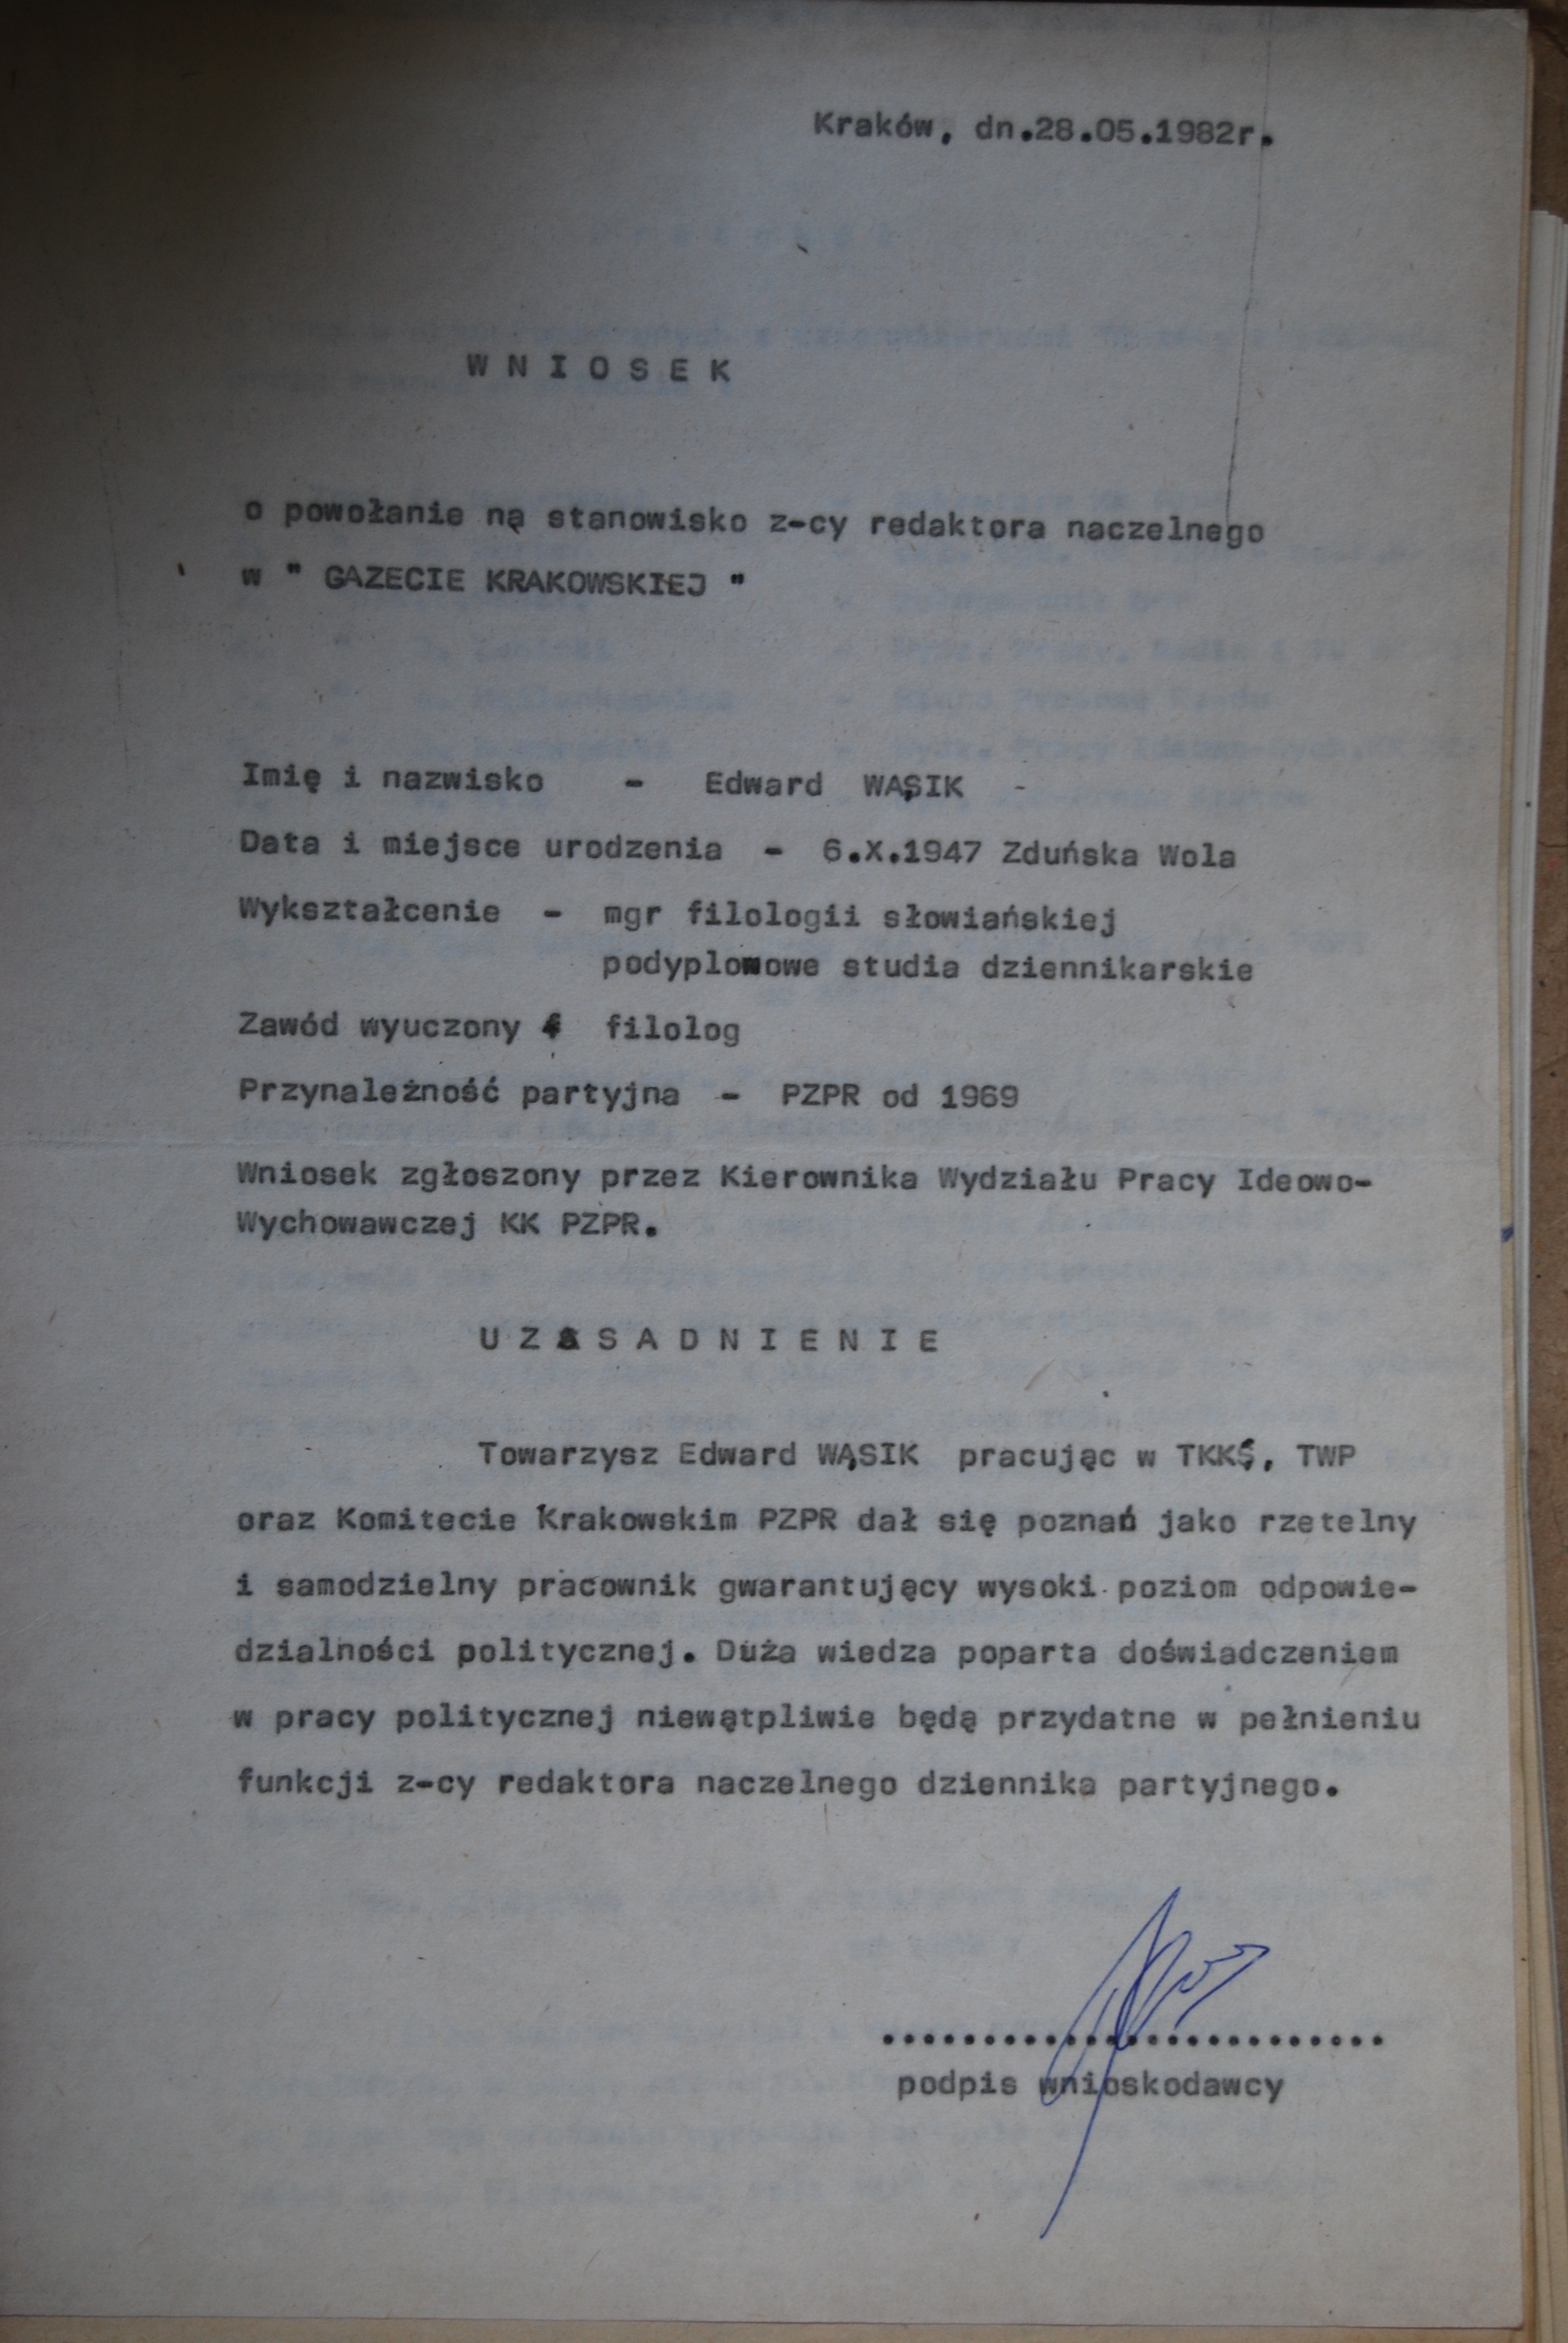 Kraków, dn.28.05.1982r.
W N I O S E K
o powołanie ną stanowisko z-cy redaktora naczelnego
w " GAZECIE KRAKOWSKIEJ "
Imię i nazwisko - Edward WĄSIK -
Data i miejsce urodzenia - 6.X.1947 Zduńska Wola
Wykształcenie - mgr filologii słowiańskiej
podyplomowe studia dziennikarskie
Zawód wyuczony - filolog
Przynależność partyjna - PZPR od 1969
Wniosek zgłoszony przez Kierownika Wydziału Pracy Ideowo-
Wychowawczej KK PZPR.
U Z A S A D N I E N I E
Towarzysz Edward WĄSIK pracując w TKKŚ, TWP
oraz Komitecie Krakowskim PZPR dał się poznań jako rzetelny
i samodzielny pracownik gwarantujący wysoki poziom odpowie-
dzialności politycznej. Duża wiedza poparta doświadczeniem
w pracy politycznej niewątpliwie będą przydatne w pełnieniu
funkcji z-cy redaktora naczelnego dziennika partyjnego.
.........................
podpis wnioskodawcy